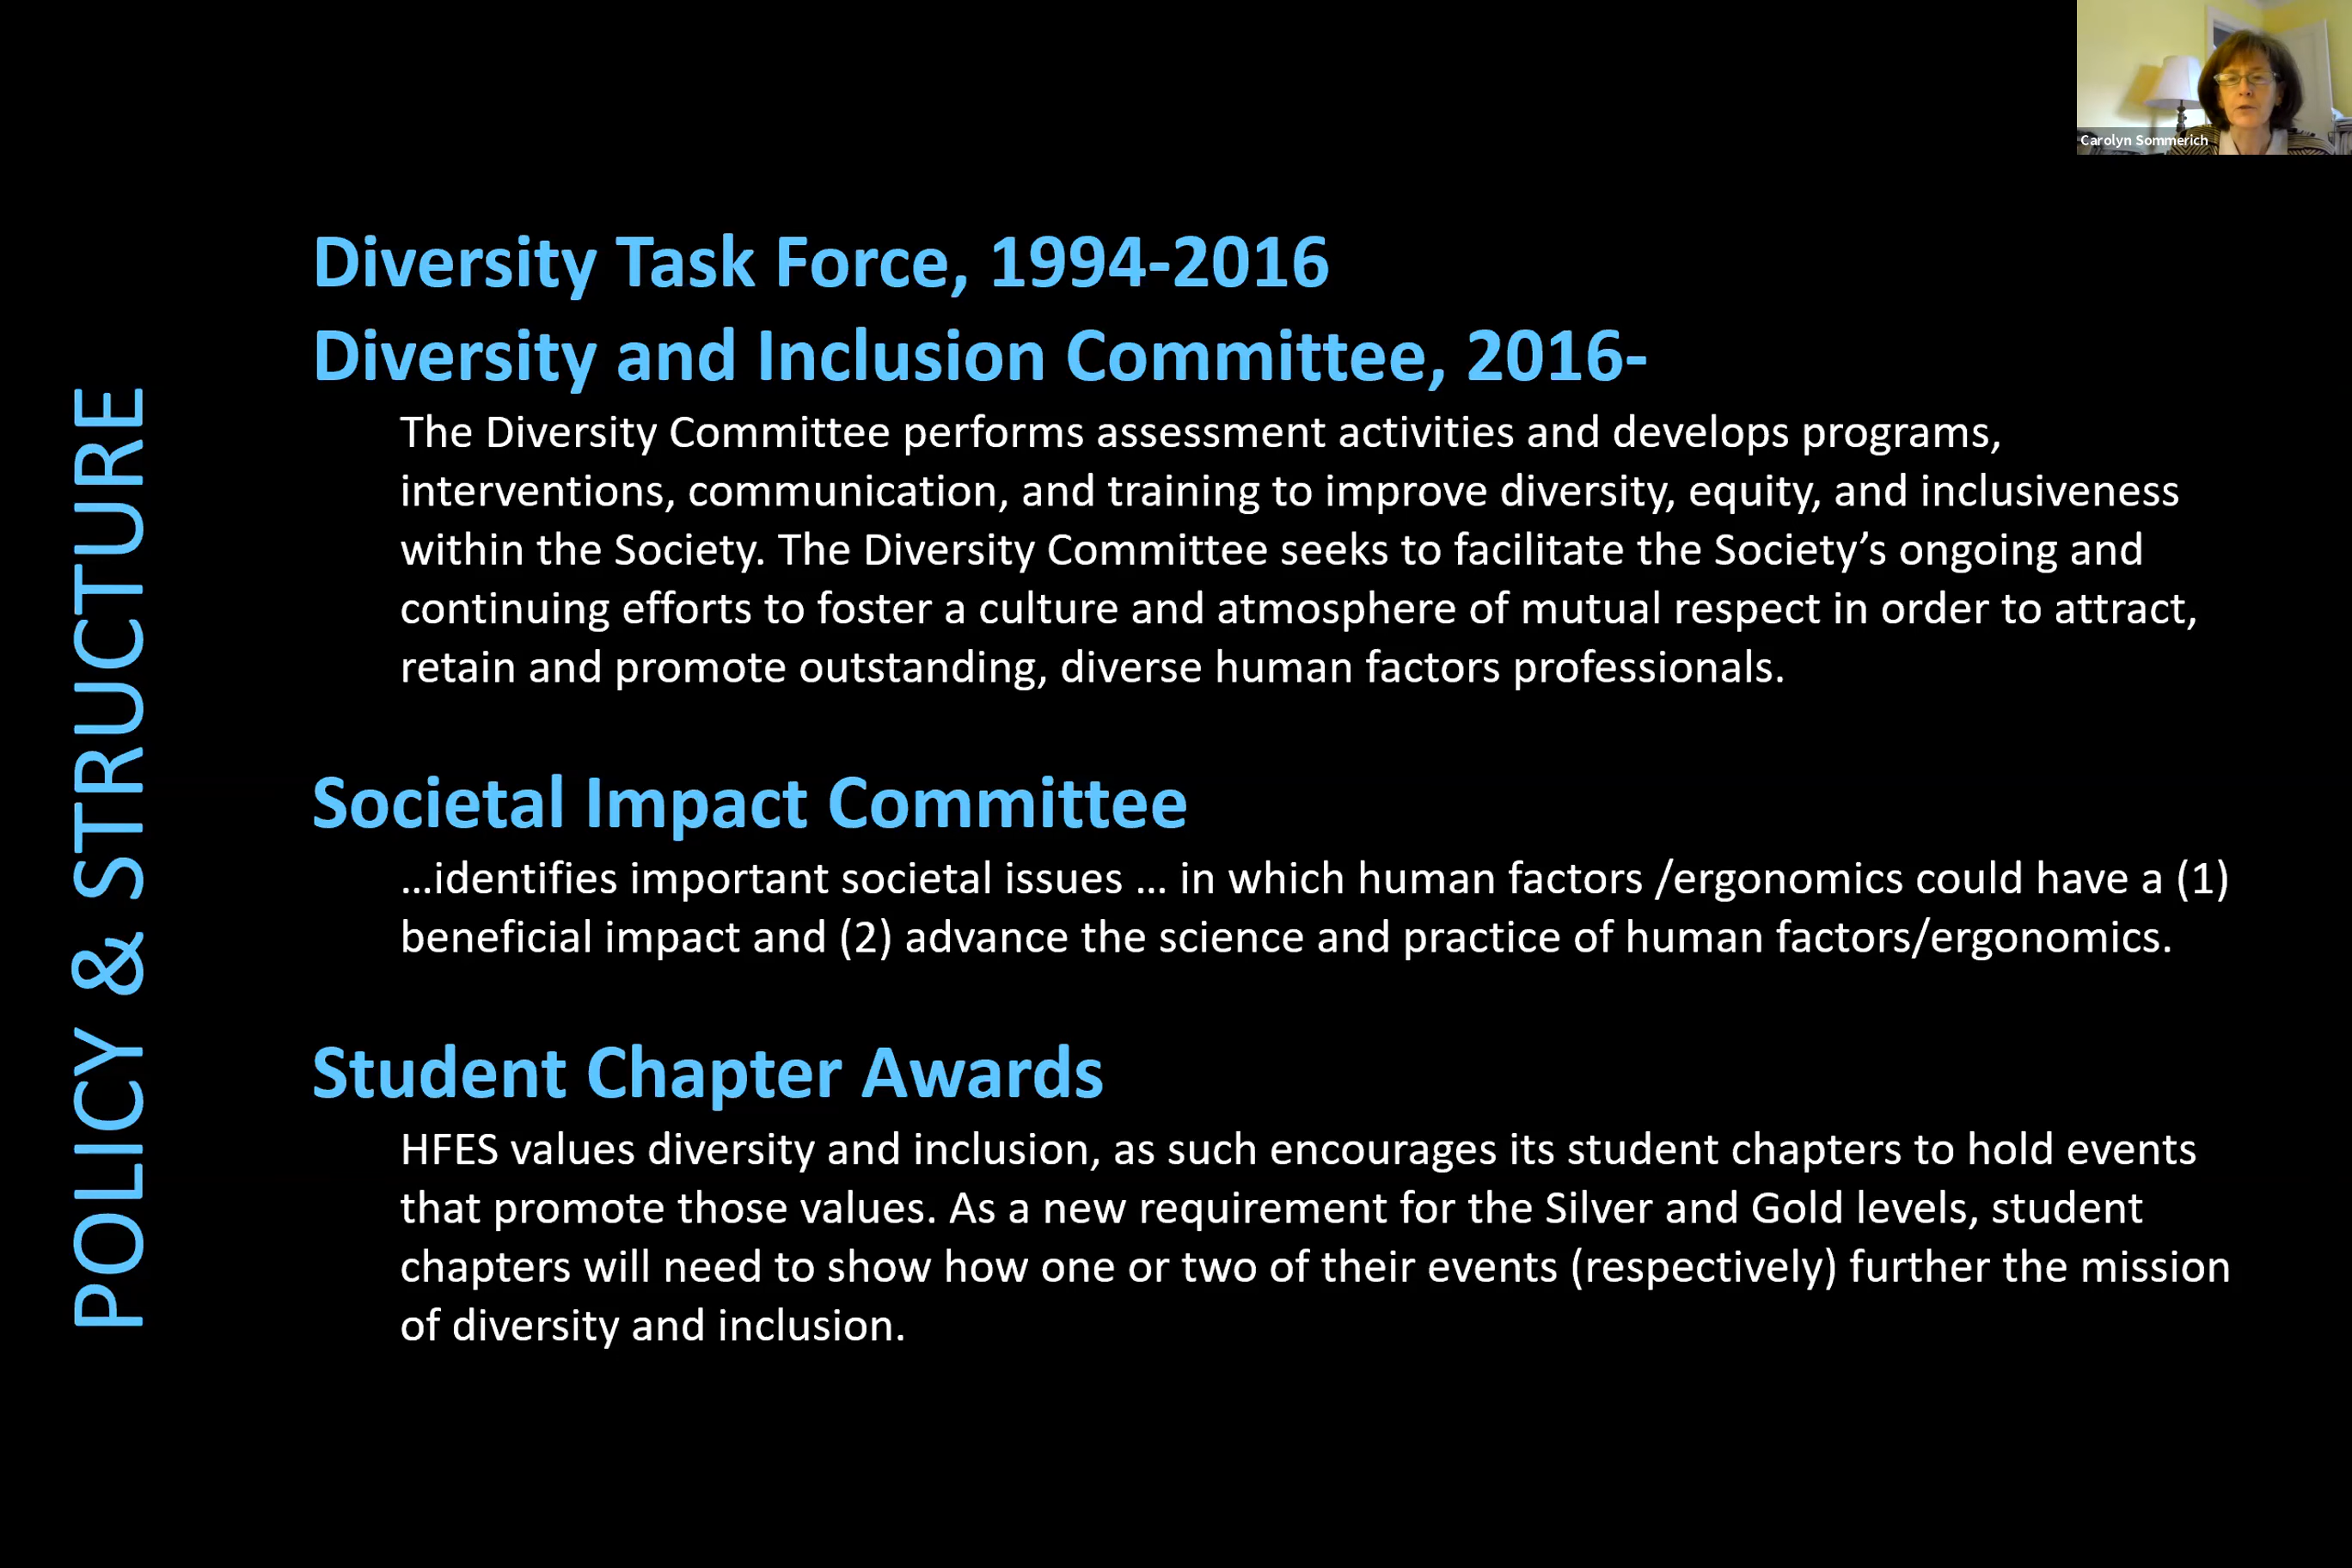 Carolyn Sommerich
POLICY & STRUCTURE
Diversity Task Force, 1994-2016
Diversity and Inclusion Committee, 2016-
The Diversity Committee performs assessment activities and develops programs,
interventions, communication, and training to improve diversity, equity, and inclusiveness
within the Society. The Diversity Committee seeks to facilitate the Society’s ongoing and
continuing efforts to foster a culture and atmosphere of mutual respect in order to attract,
retain and promote outstanding, diverse human factors professionals.
Societal Impact Committee
...identifies important societal issues ... in which human factors /ergonomics could have a (1)
beneficial impact and (2) advance the science and practice of human factors/ergonomics.
Student Chapter Awards
HFES values diversity and inclusion, as such encourages its student chapters to hold events
that promote those values. As a new requirement for the Silver and Gold levels, student
chapters will need to show how one or two of their events (respectively) further the mission
of diversity and inclusion.